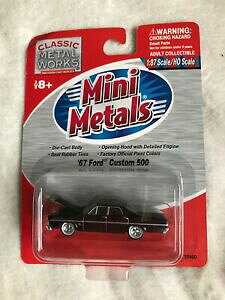 CLASSIC
METAL
WORKS
8+
⚠WARNING:
CHOKING HAZARD
Small Parts
ADULT COLLECTIBLE
1:87 Scale/HO Scale
Mini
Metals
•Die-Cast Body
•Real Rubber Tires
•Opening Hood with Detailed Engine
•Factory Official Paint Colors
'67 Ford Custom 500